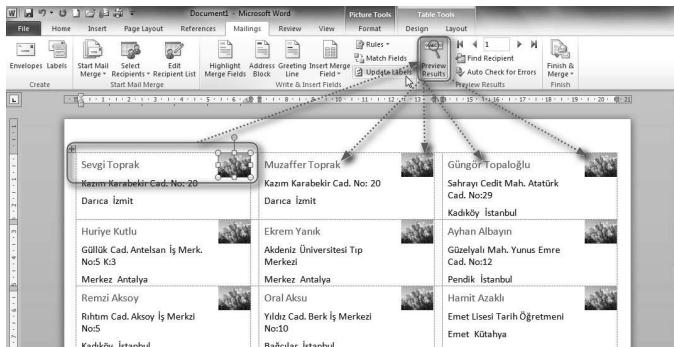 Document1 - Microsoft Word
Picture Tools
Table Tools
File Home Insert Page Layout References Mailings Review View Format Design Layout
Envelopes Labels
Start Mail Merge
Select Recipients
Edit Recipient List
Highlight Merge Fields
Address Block
Greeting Line
Insert Merge Field
Rules
Match Fields
Update Labels
Preview Results
1
Find Recipient
Auto Check for Errors
Finish & Merge
Create
Start Mail Merge
Write & Insert Fields
Preview Results
Finish
Sevgi Toprak
Kazım Karabekir Cad. No: 20
Darıca İzmit
Muzaffer Toprak
Kazım Karabekir Cad. No: 20
Darıca İzmit
Güngör Topaloğlu
Sahrayı Cedit Mah. Atatürk
Cad. No:29
Kadıköy İstanbul
Huriye Kutlu
Güllük Cad. Antelsan İş Merk.
No:5 K:3
Merkez Antalya
Ekrem Yanık
Akdeniz Üniversitesi Tıp
Merkezi
Merkez Antalya
Ayhan Albayın
Güzelyalı Mah. Yunus Emre
Cad. No:12
Pendik İstanbul
Remzi Aksoy
Rıhtım Cad. Aksoy İş Merkzi
No:5
Kadıköy İstanbul
Oral Aksu
Yıldız Cad. Berk İş Merkezi
No:10
Bağcılar İstanbul
Hamit Azaklı
Emet Lisesi Tarih Öğretmeni
Emet Kütahya